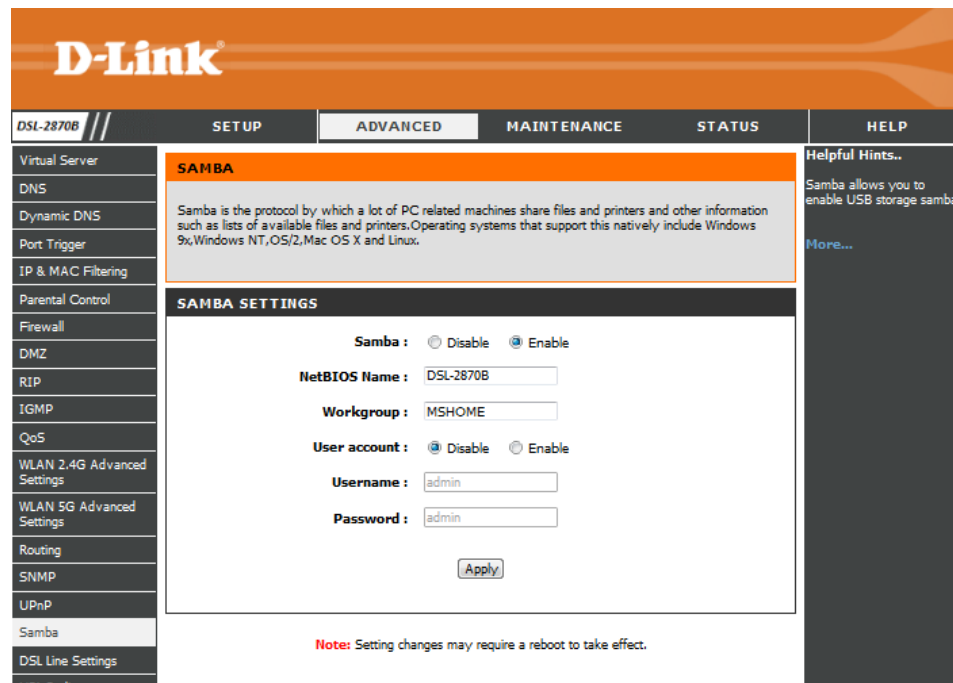 D-Link®
DSL-2870B
SETUP
ADVANCED
MAINTENANCE
STATUS
HELP
Virtual Server
DNS
Dynamic DNS
Port Trigger
IP & MAC Filtering
Parental Control
Firewall
DMZ
RIP
IGMP
QoS
WLAN 2.4G Advanced
Settings
WLAN 5G Advanced
Settings
Routing
SNMP
UPnP
Samba
DSL Line Settings
SAMBA
Samba is the protocol by which a lot of PC related machines share files and printers and other information
such as lists of available files and printers.Operating systems that support this natively include Windows
9x,Windows NT,OS/2,Mac OS X and Linux.
SAMBA SETTINGS
Samba : Disable Enable
NetBIOS Name : DSL-2870B
Workgroup : MSHOME
User account : Disable Enable
Username : admin
Password : admin
Apply
Note: Setting changes may require a reboot to take effect.
Helpful Hints..
Samba allows you to
enable USB storage samba
More...